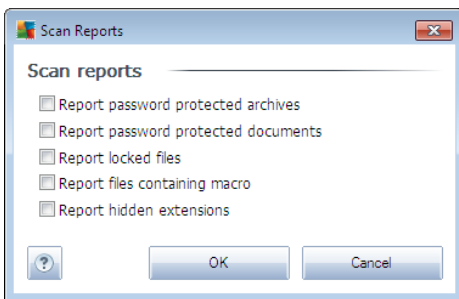 Scan Reports
Scan reports
Report password protected archives
Report password protected documents
Report locked files
Report files containing macro
Report hidden extensions
? OK Cancel